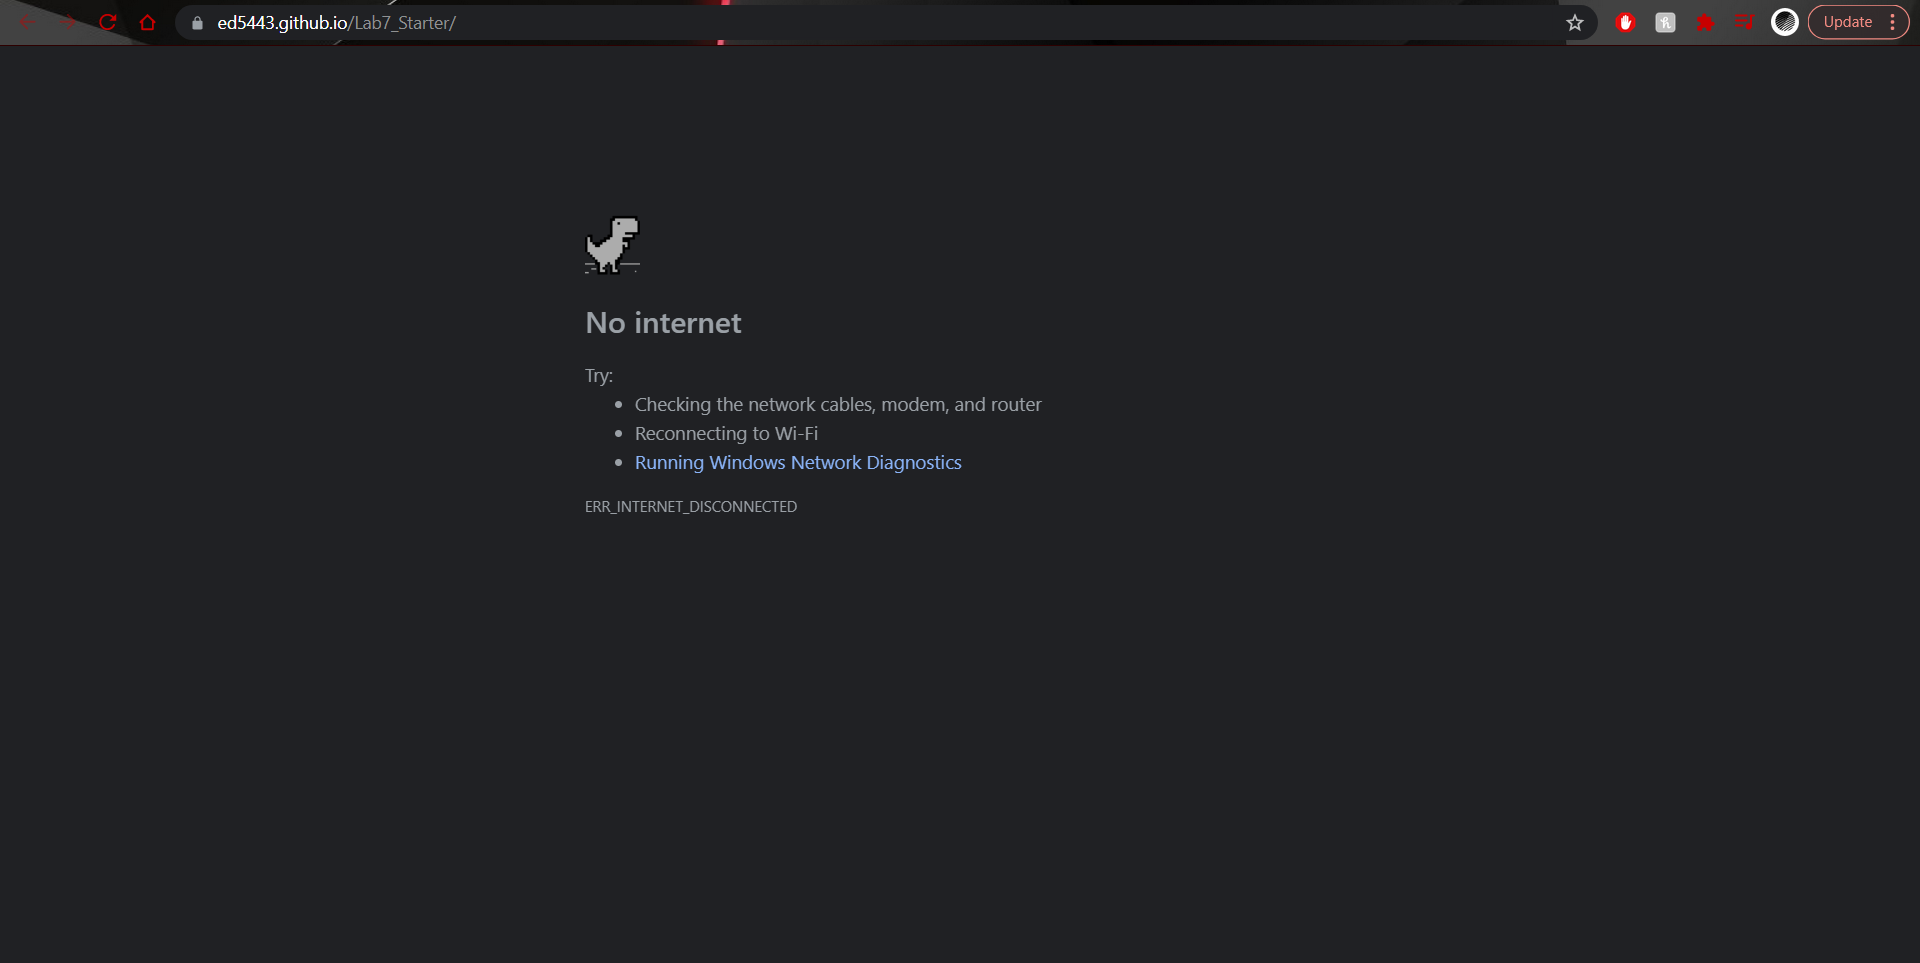 ed5443.github.io/Lab7_Starter/
Update
No internet
Try:
Checking the network cables, modem, and router
Reconnecting to Wi-Fi
Running Windows Network Diagnostics
ERR_INTERNET_DISCONNECTED